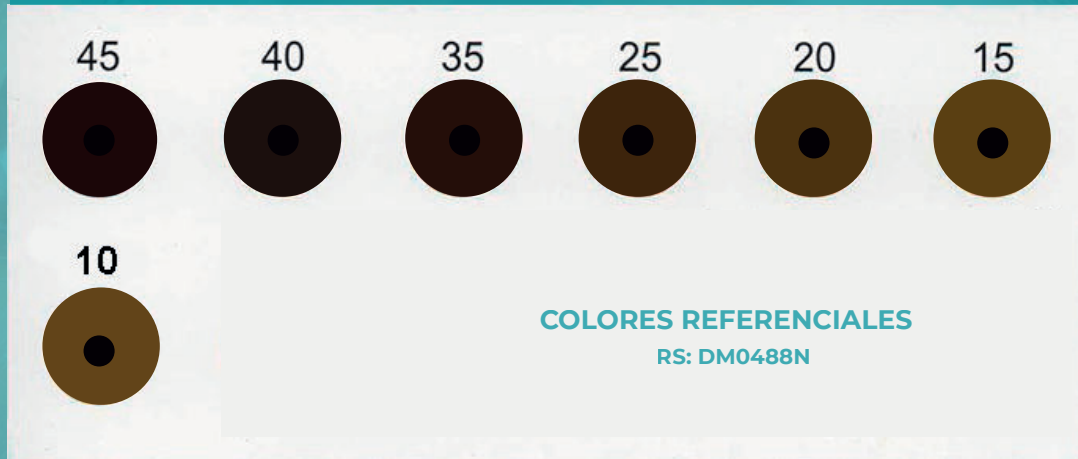 45 40 35 25 20 15
10
COLORES REFERENCIALES
RS: DM0488N